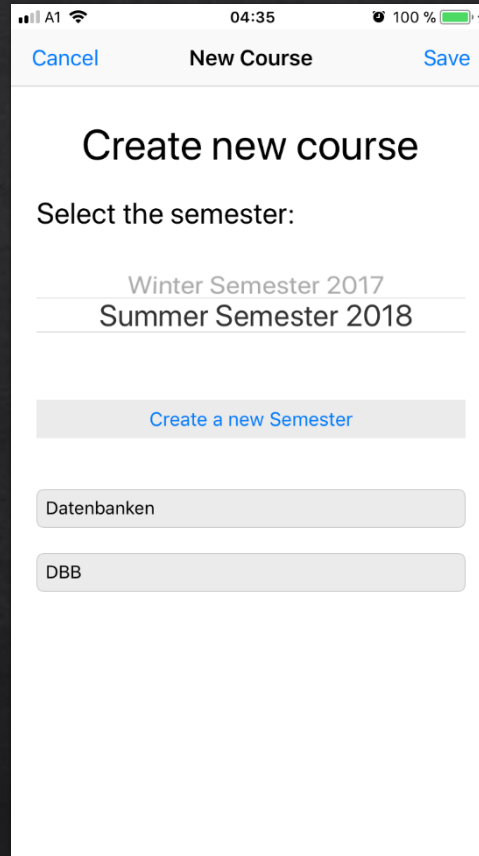 A1 04:35 100 %
Cancel New Course Save
Create new course
Select the semester:
Winter Semester 2017
Summer Semester 2018
Create a new Semester
Datenbanken
DBB